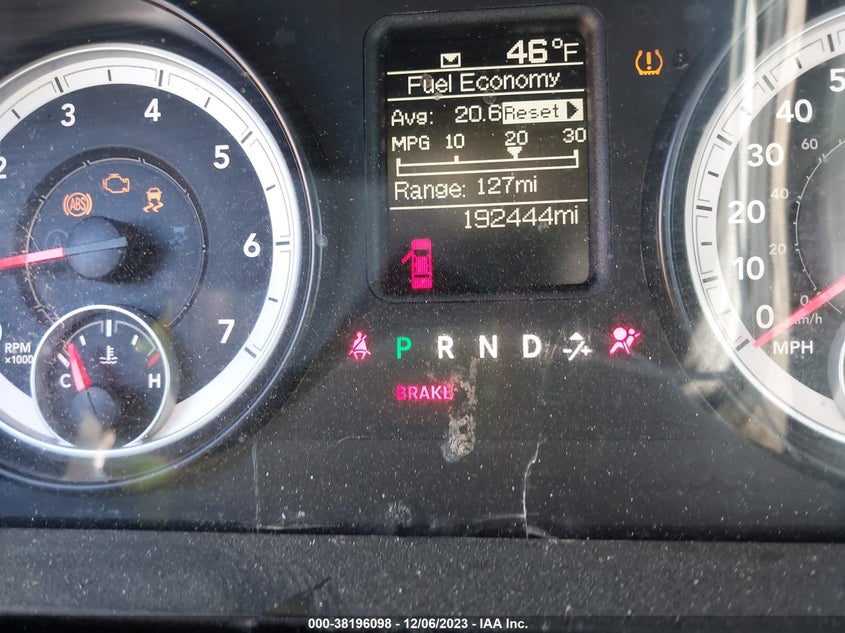 46°F
Fuel Economy
Avg: 20.6 Reset
MPG 10 20 30
Range: 127mi
192444mi
2 3 4 5 6 7
ABS
RPM
×1000
C H
P R N D
BRAKE
40
30
20
10
0
60
40
20
0
km/h
MPH
000-38196098 - 12/06/2023 - IAA Inc.